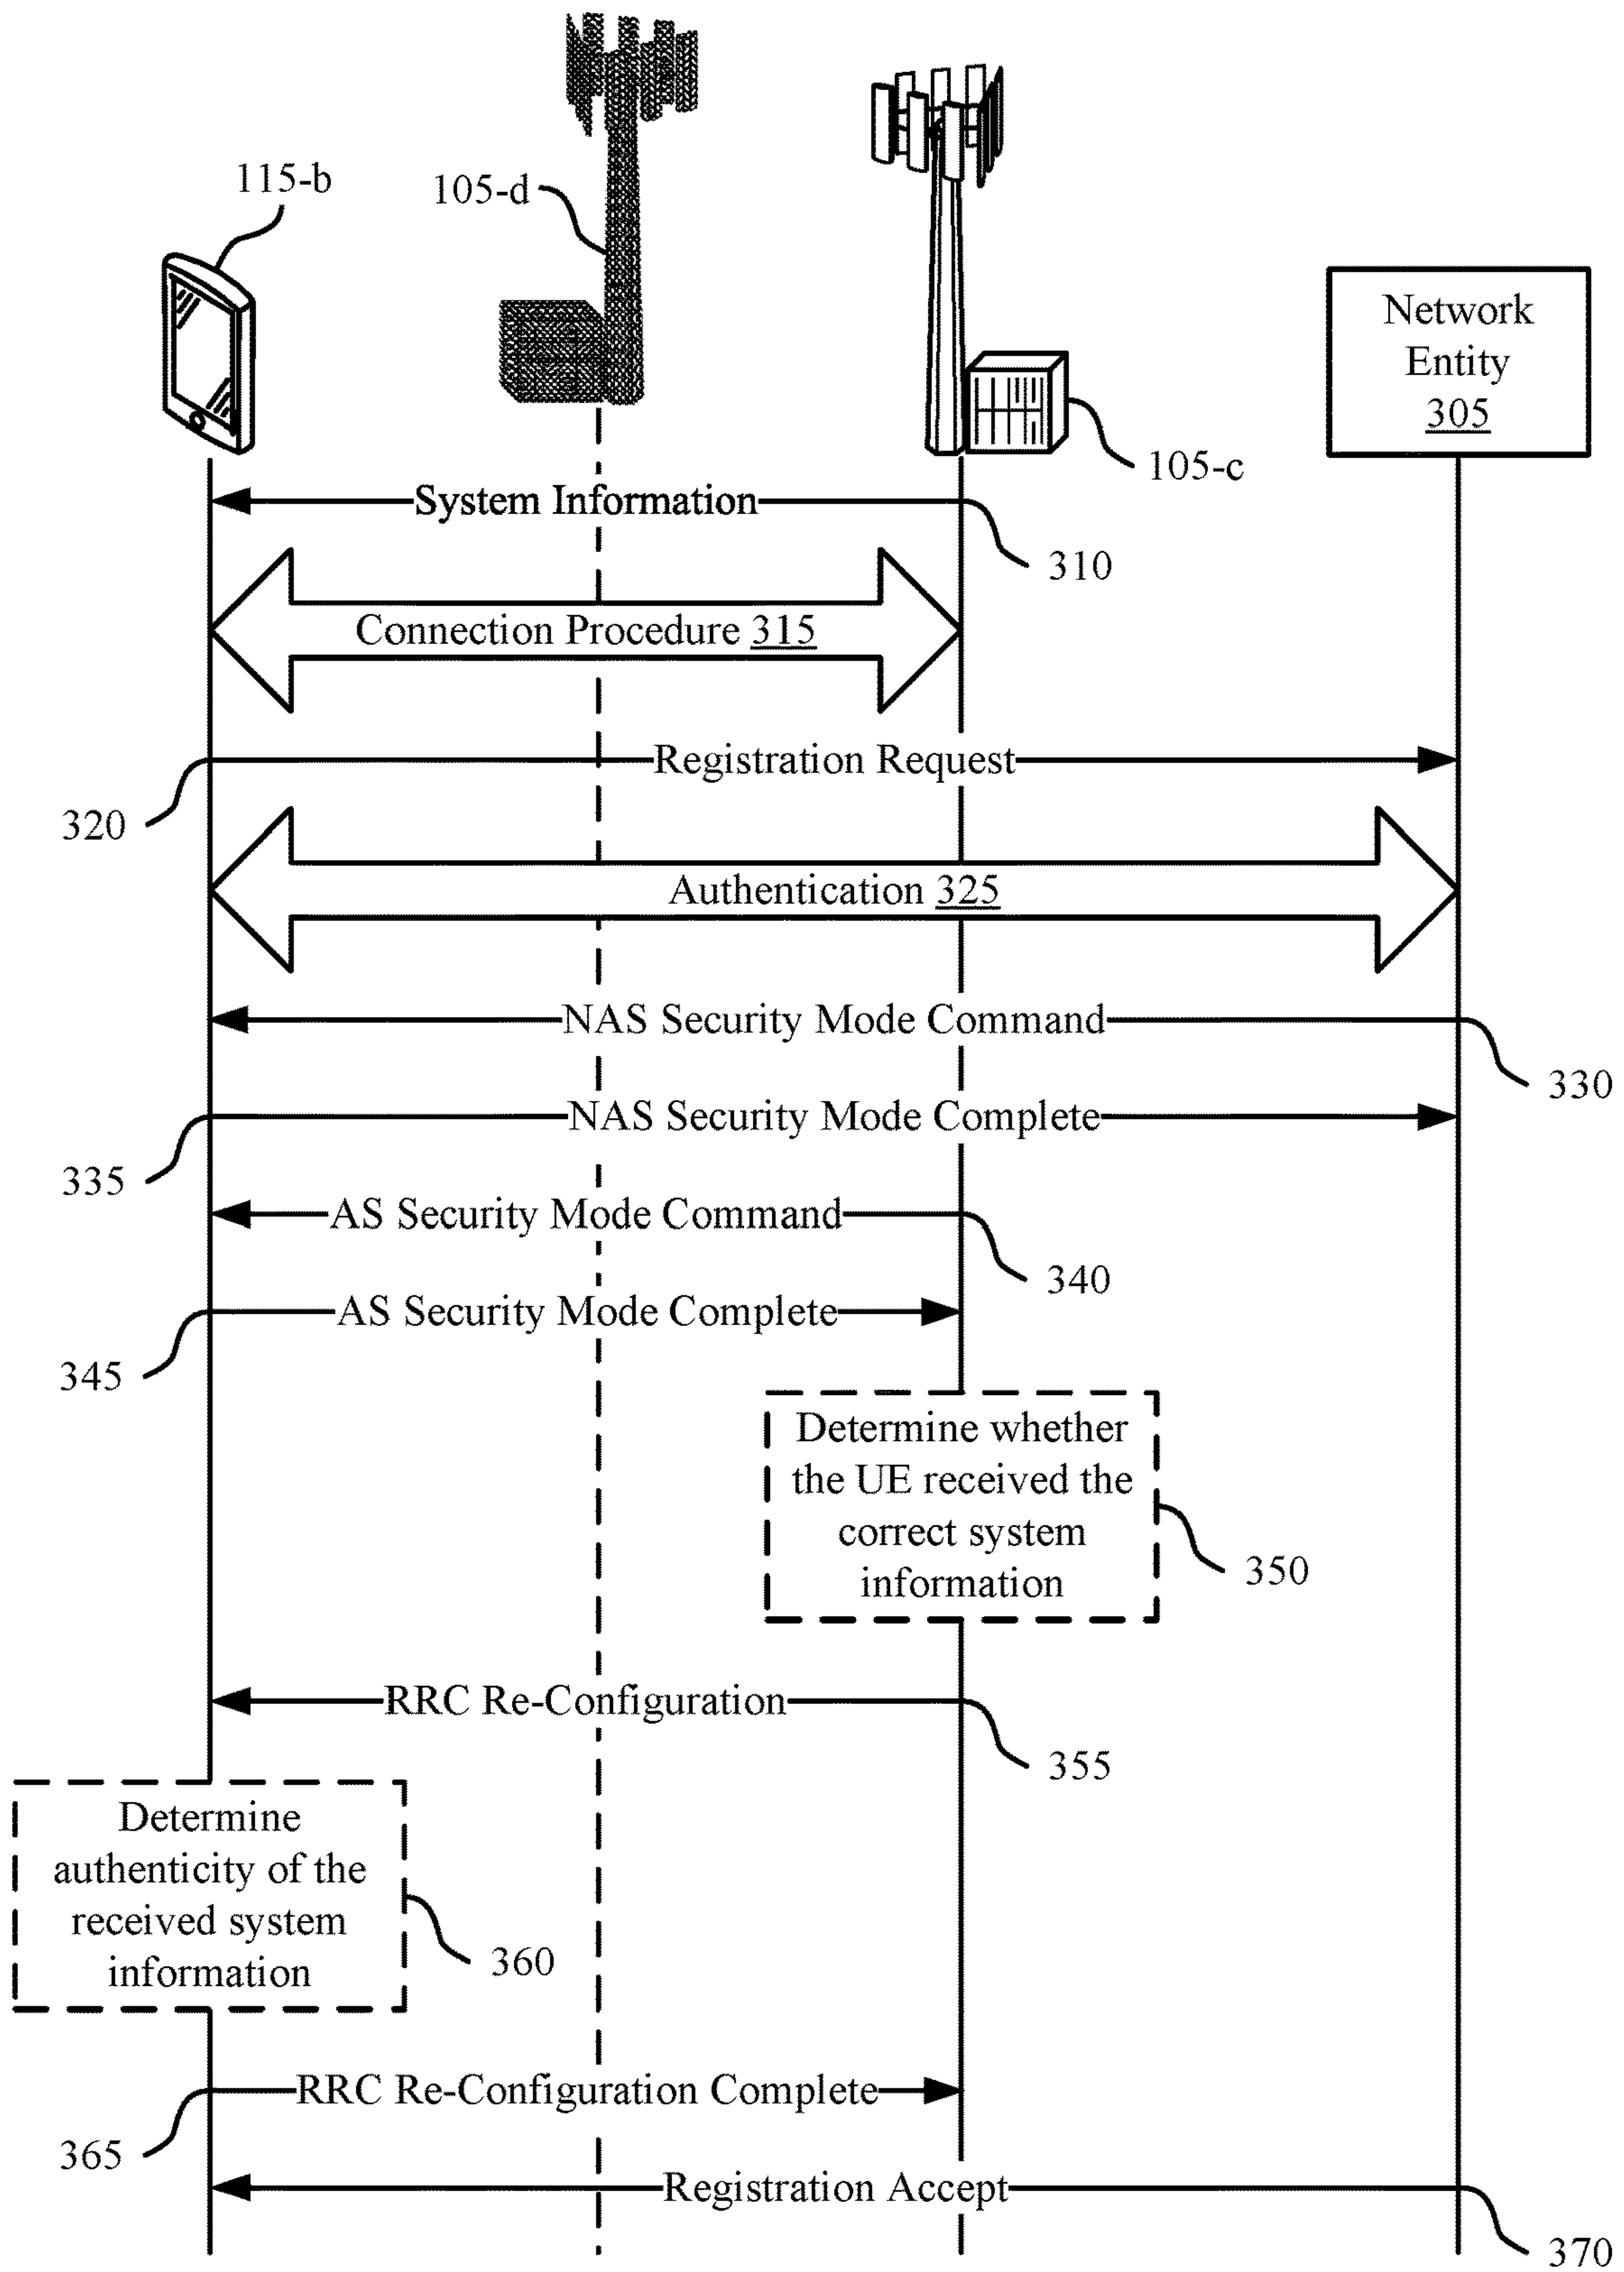 115-b
105-d
Network
Entity
305
105-c
System Information
310
Connection Procedure 315
Registration Request
320
Authentication 325
NAS Security Mode Command
330
NAS Security Mode Complete
335
AS Security Mode Command
340
AS Security Mode Complete
345
Determine whether
the UE received the
correct system
information
350
RRC Re-Configuration
355
Determine
authenticity of the
received system
information
360
RRC Re-Configuration Complete
365
Registration Accept
370